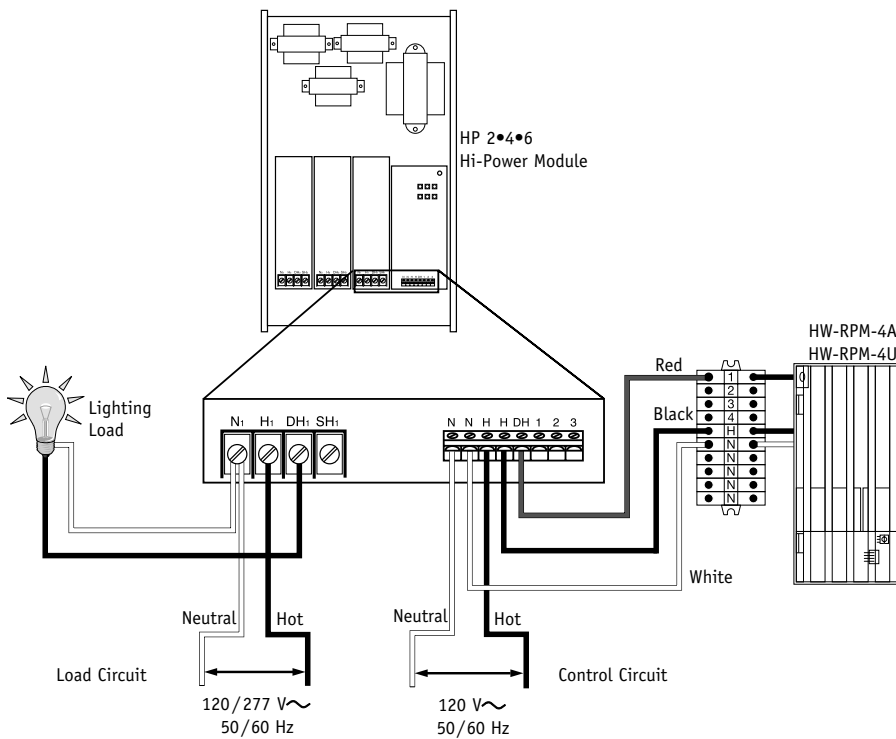 HP 2•4•6
Hi-Power Module
HW-RPM-4A
HW-RPM-4U
Red
Black
White
1
2
3
4
H
N
N
N
N
N
Lighting
Load
N1 H1 DH1 SH1
N N H H DH 1 2 3
Neutral Hot
Load Circuit
120/277 V~
50/60 Hz
Neutral Hot
Control Circuit
120 V~
50/60 Hz